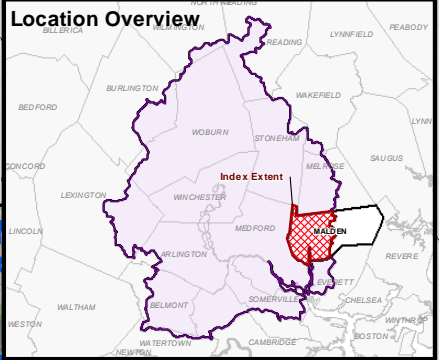 NORTH READING
Location Overview
BILLERICA
WILMINGTON
LYNNFIELD
PEABODY
READING
BURLINGTON
WAKEFIELD
BEDFORD
LYNN
WOBURN
STONEHAM
CONCORD
MELROSE
SAUGUS
Index Extent
LEXINGTON
WINCHESTER
LINCOLN
MEDFORD
MALDEN
ARLINGTON
REVERE
EVERETT
BELMONT
SOMERVILLE
CHELSEA
WALTHAM
WINTHROP
WESTON
BOSTON
WATERTOWN
CAMBRIDGE
NEWTON